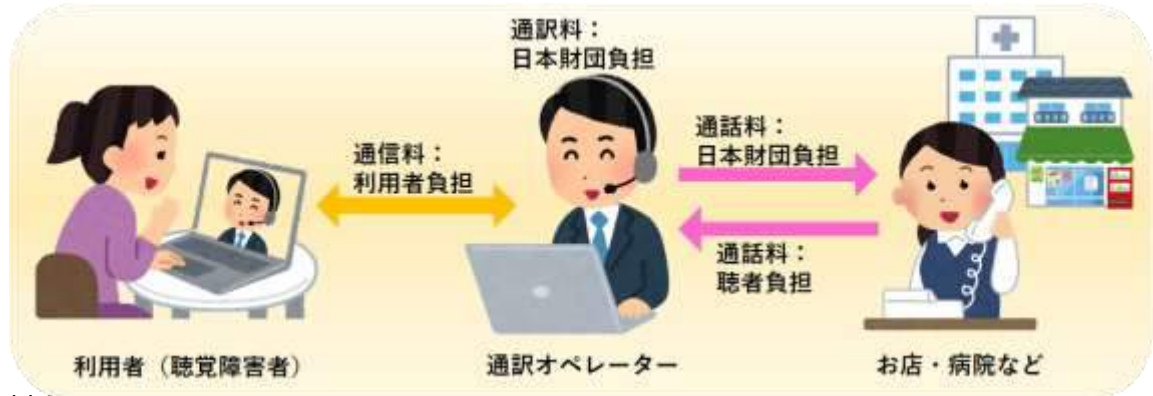 通訳料：
日本財団負担
通信料：
利用者負担
通話料：
日本財団負担
通話料：
聴者負担
利用者（聴覚障害者）
通訳オペレーター
お店・病院など